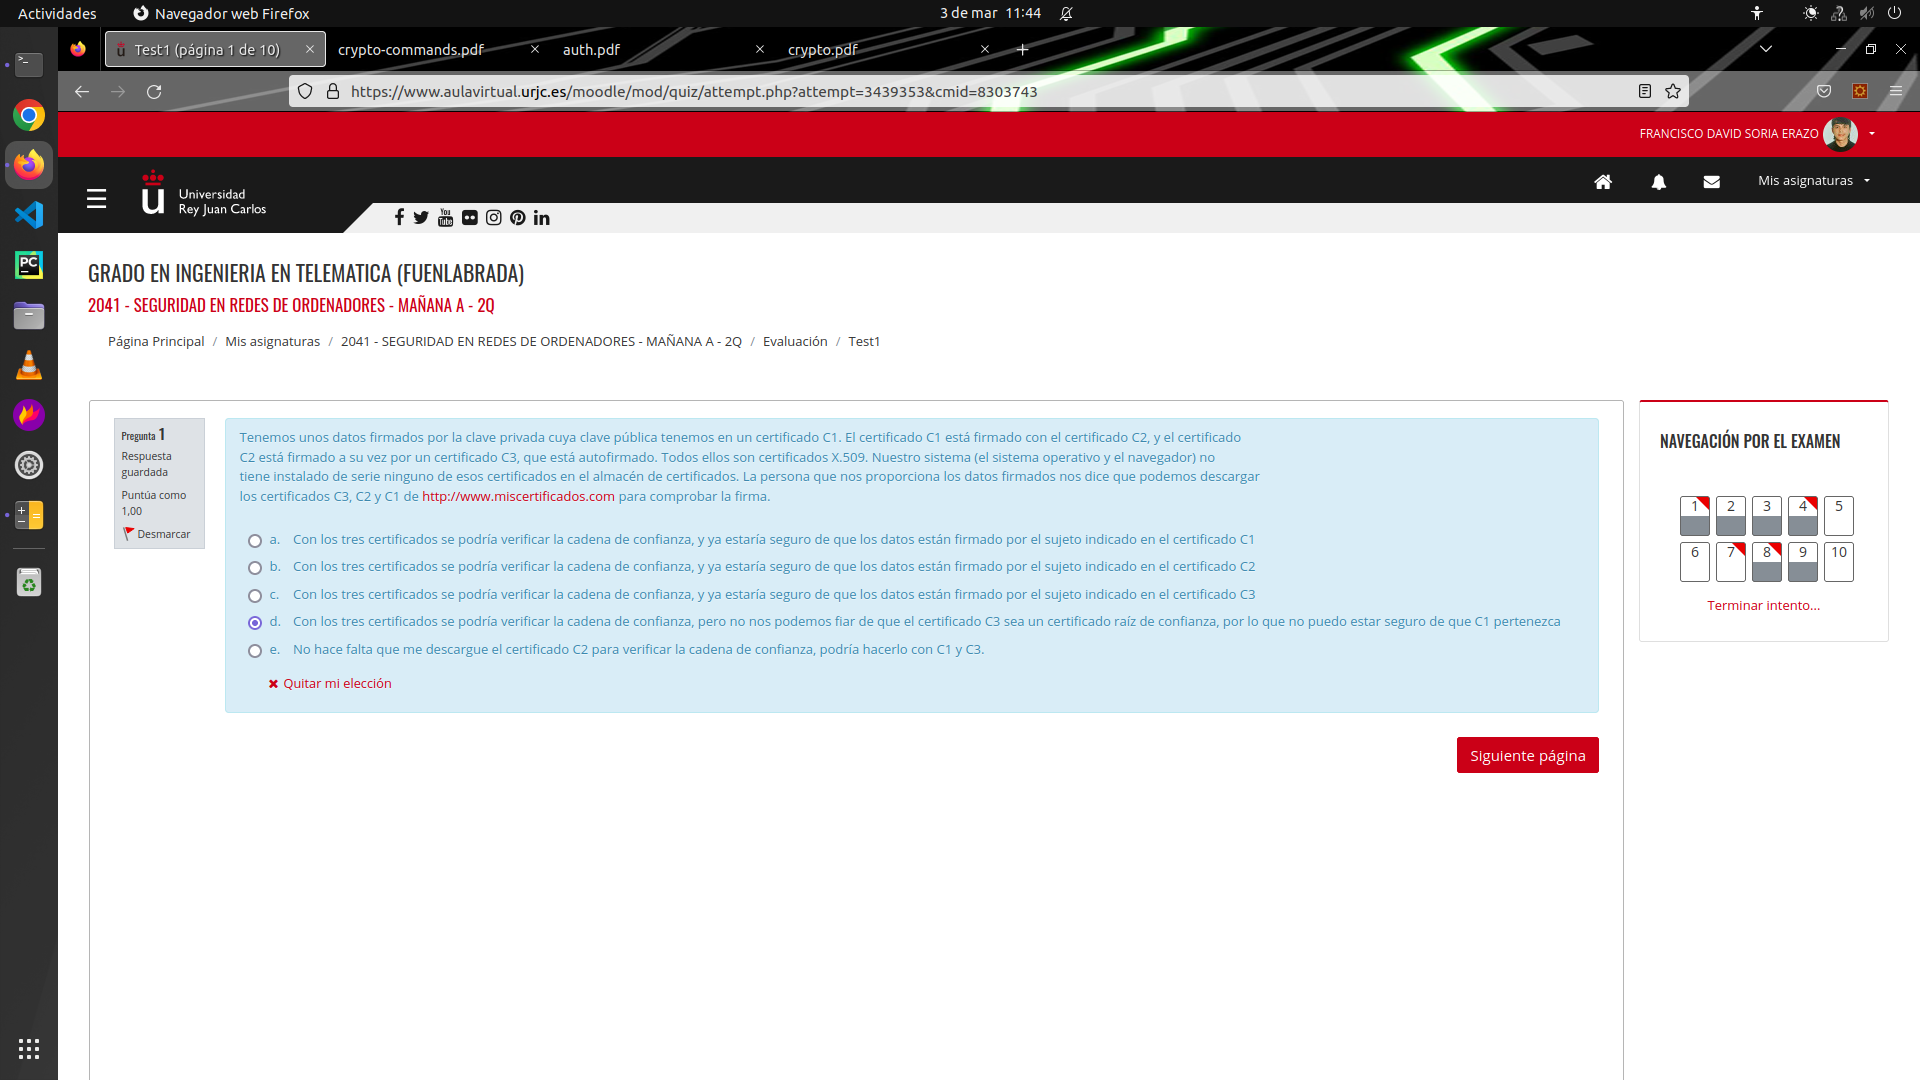 Actividades
Navegador web Firefox
3 de mar 11:44
Test1 (página 1 de 10)
crypto-commands.pdf
auth.pdf
crypto.pdf
https://www.aulavirtual.urjc.es/moodle/mod/quiz/attempt.php?attempt=3439353&cmid=8303743
FRANCISCO DAVID SORIA ERAZO
Universidad
Rey Juan Carlos
Mis asignaturas
GRADO EN INGENIERIA EN TELEMATICA (FUENLABRADA)
2041 - SEGURIDAD EN REDES DE ORDENADORES - MAÑANA A - 2Q
Página Principal / Mis asignaturas / 2041 - SEGURIDAD EN REDES DE ORDENADORES - MAÑANA A - 2Q / Evaluación / Test1
Pregunta 1
Respuesta
guardada
Puntúa como
1,00
Desmarcar
Tenemos unos datos firmados por la clave privada cuya clave pública tenemos en un certificado C1. El certificado C1 está firmado con el certificado C2, y el certificado
C2 está firmado a su vez por un certificado C3, que está autofirmado. Todos ellos son certificados X.509. Nuestro sistema (el sistema operativo y el navegador) no
tiene instalado de serie ninguno de esos certificados en el almacén de certificados. La persona que nos proporciona los datos firmados nos dice que podemos descargar
los certificados C3, C2 y C1 de http://www.miscertificados.com para comprobar la firma.
a. Con los tres certificados se podría verificar la cadena de confianza, y ya estaría seguro de que los datos están firmado por el sujeto indicado en el certificado C1
b. Con los tres certificados se podría verificar la cadena de confianza, y ya estaría seguro de que los datos están firmado por el sujeto indicado en el certificado C2
c. Con los tres certificados se podría verificar la cadena de confianza, y ya estaría seguro de que los datos están firmado por el sujeto indicado en el certificado C3
d. Con los tres certificados se podría verificar la cadena de confianza, pero no nos podemos fiar de que el certificado C3 sea un certificado raíz de confianza, por lo que no puedo estar seguro de que C1 pertenezca
e. No hace falta que me descargue el certificado C2 para verificar la cadena de confianza, podría hacerlo con C1 y C3.
Quitar mi elección
Siguiente página
NAVEGACIÓN POR EL EXAMEN
1 2 3 4 5
6 7 8 9 10
Terminar intento...